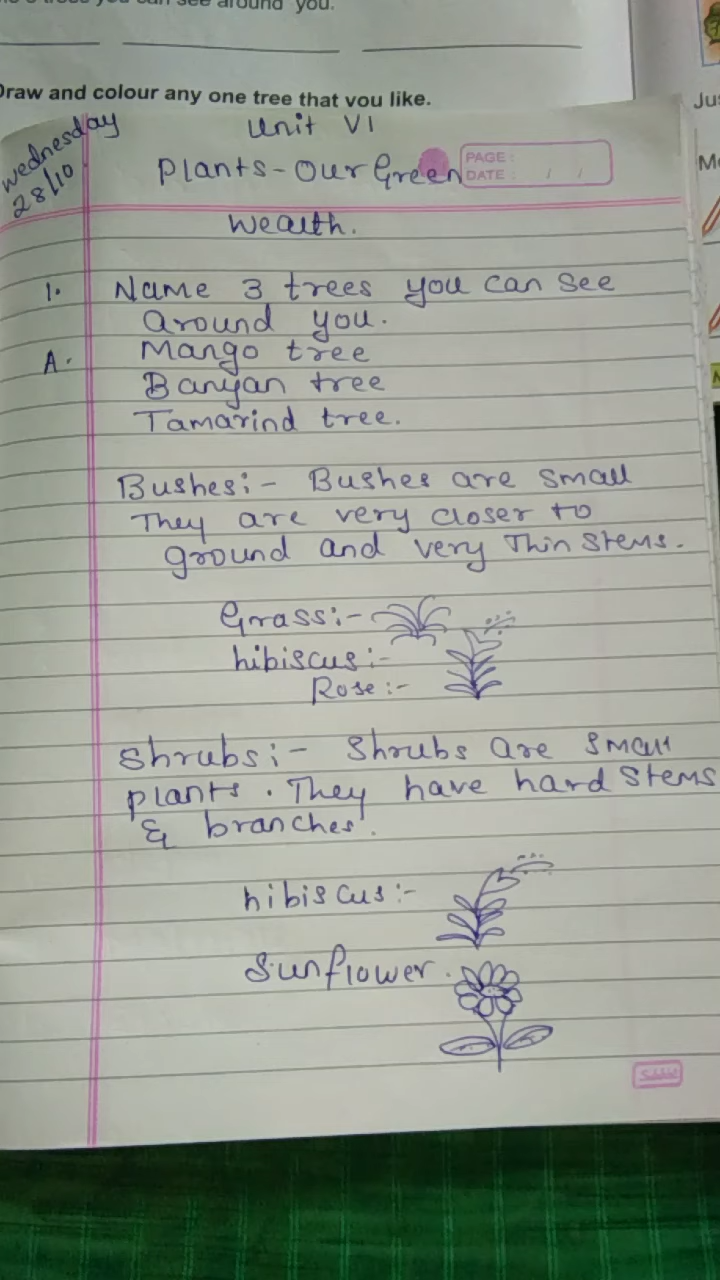 around you.
Draw and colour any one tree that you like.
Wednesday
28/10
Unit VI
Plants - Our Green
PAGE :
DATE : / /
Wealth.
1. Name 3 trees you can see
around you.
A. Mango tree
Banyan tree
Tamarind tree.
Bushes:- Bushes are small
They are very closer to
ground and very Thin stems.
Grass:-
hibiscus:-
Rose:-
Shrubs:- Shrubs are small
plants. They have hard stems
& branches.
hibiscus:-
Sunflower.